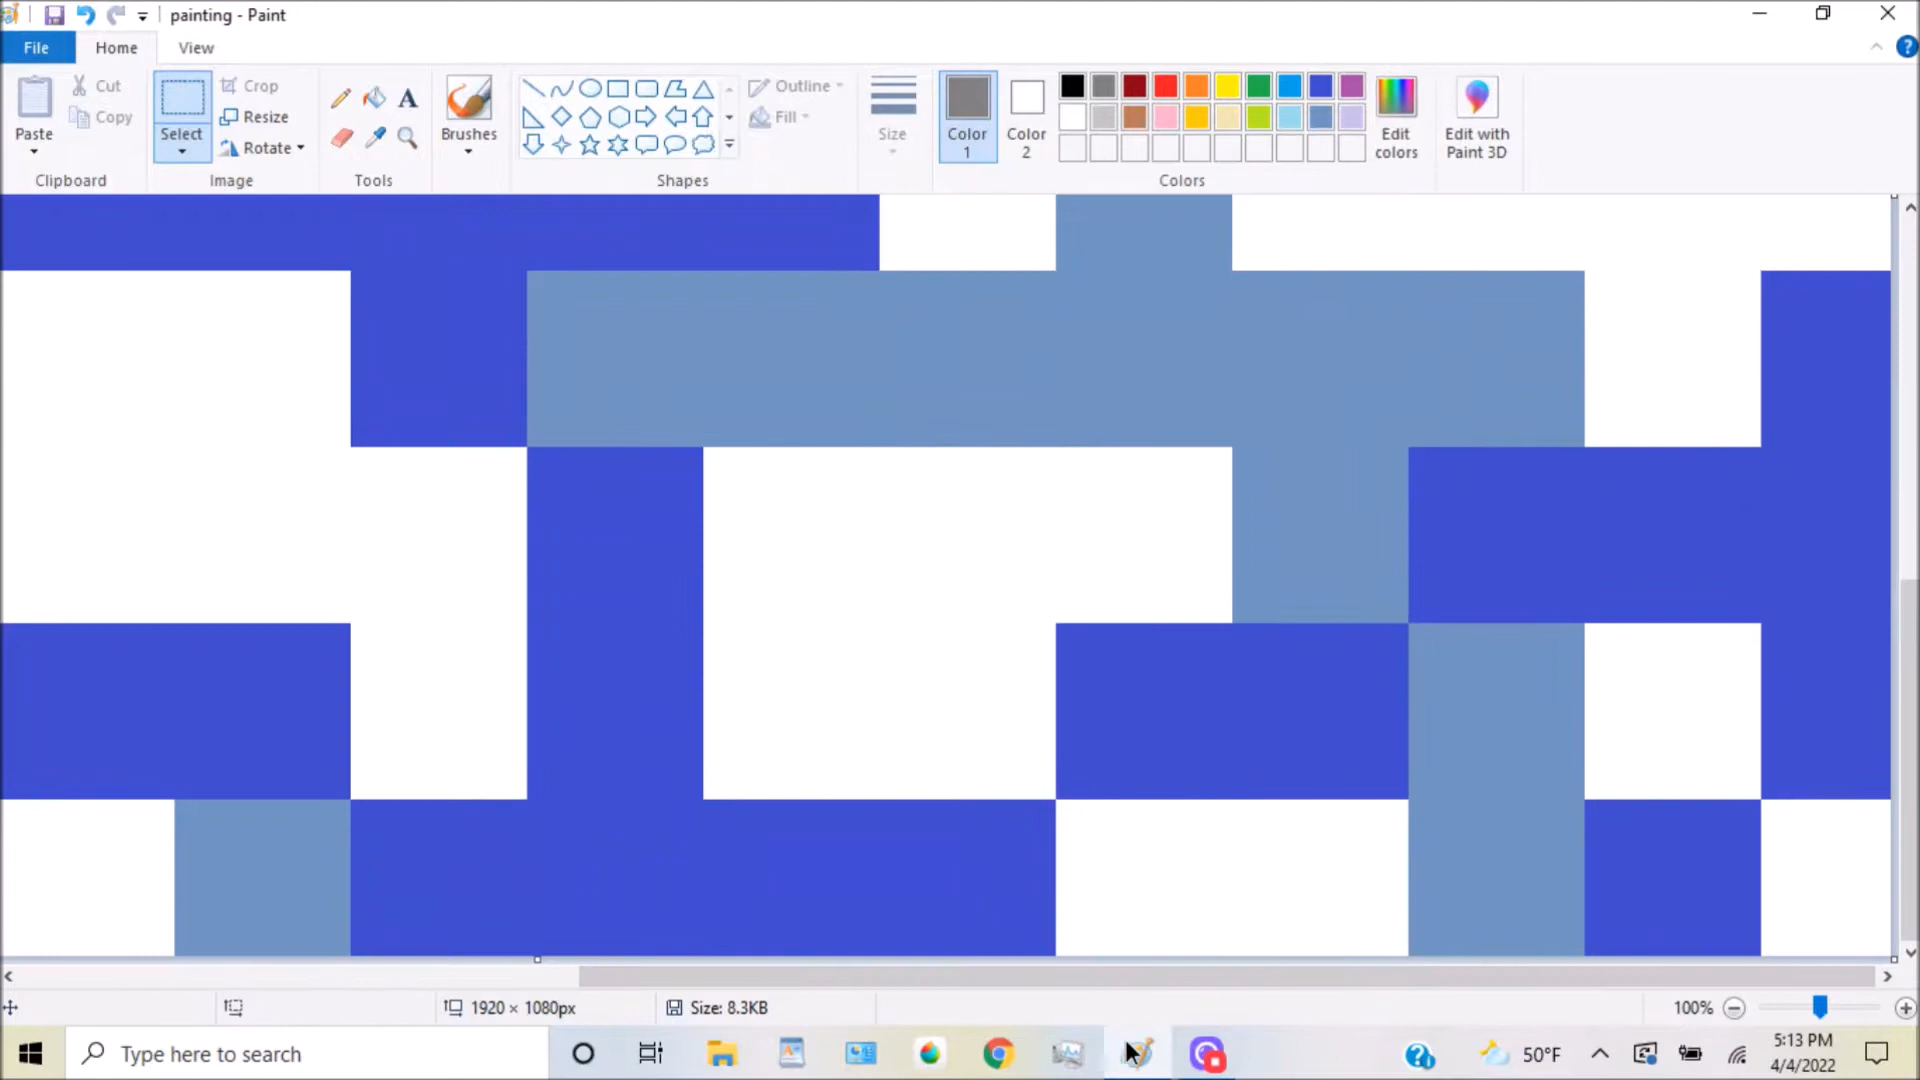 painting - Paint
File
Home
View
Paste
Cut
Copy
Clipboard
Select
Crop
Resize
Rotate
Image
Tools
Brushes
Outline
Fill
Shapes
Size
Color
1
Color
2
Edit
colors
Colors
Edit with
Paint 3D
1920 × 1080px
Size: 8.3KB
100%
Type here to search
50°F
5:13 PM
4/4/2022